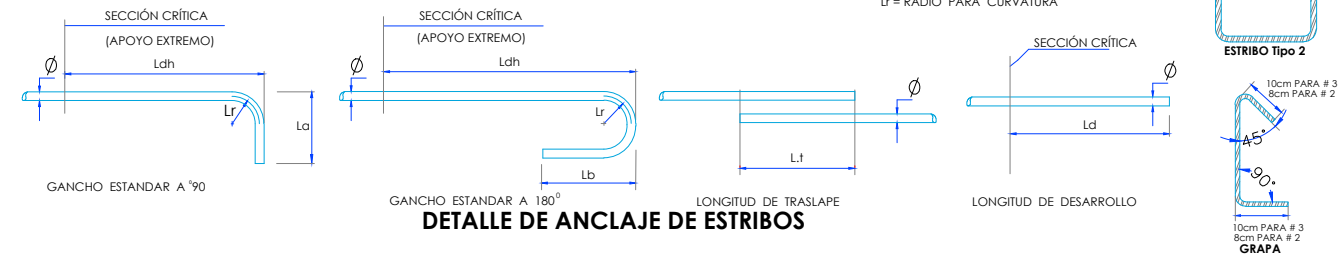 Lr = RADIO PARA CURVATURA
SECCIÓN CRÍTICA
(APOYO EXTREMO)
Ldh
Ø
Lr
La
GANCHO ESTANDAR A °90
SECCIÓN CRÍTICA
(APOYO EXTREMO)
Ldh
Ø
Lr
Lb
GANCHO ESTANDAR A 180°
Ø
L.t
LONGITUD DE TRASLAPE
SECCIÓN CRÍTICA
Ø
Ld
LONGITUD DE DESARROLLO
DETALLE DE ANCLAJE DE ESTRIBOS
ESTRIBO Tipo 2
10cm PARA # 3
8cm PARA # 2
45°
90°
10cm PARA # 3
8cm PARA # 2
GRAPA